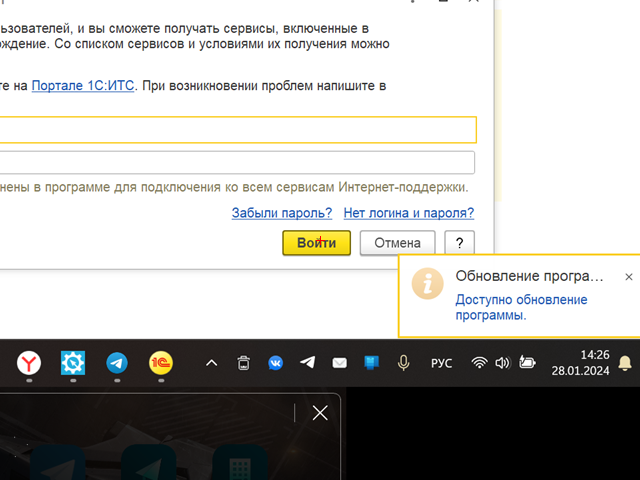 ьзователей, и вы сможете получать сервисы, включенные в
ождение. Со списком сервисов и условиями их получения можно
те на Портале 1С:ИТС. При возникновении проблем напишите в
нены в программе для подключения ко всем сервисам Интернет-поддержки.
Забыли пароль? Нет логина и пароля?
Войти Отмена ?
Обновление програ... ×
Доступно обновление
программы.
РУС
14:26
28.01.2024